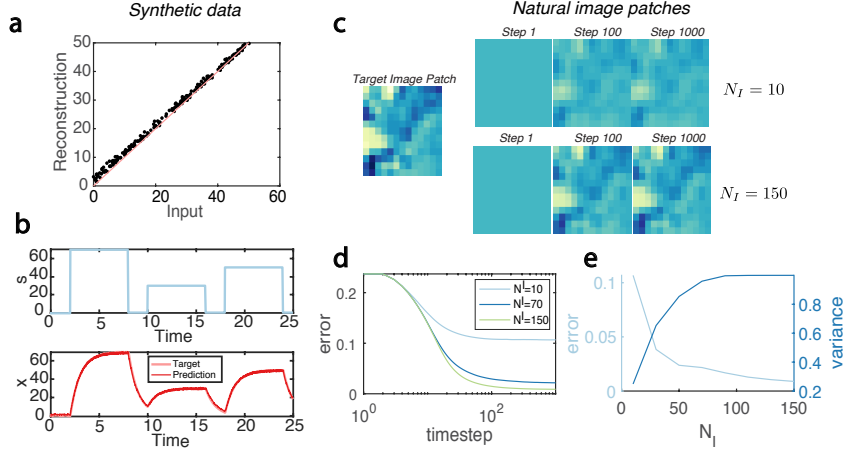 Synthetic data
Natural image patches
a
50
40
30
20
10
0
0 20 40 60
Reconstruction
Input
b
60
40
20
0
s
0 5 10 15 20 25
Time
60
40
20
0
x
Target
Prediction
0 5 10 15 20 25
Time
c
Target Image Patch
Step 1 Step 100 Step 1000
N_I = 10
Step 1 Step 100 Step 1000
N_I = 150
d
0.2
0.1
0.0
error
N^I=10
N^I=70
N^I=150
10^0 10^2
timestep
e
0.1
0.05
0
error
0.8
0.6
0.4
0.2
variance
0 50 100 150
N_I